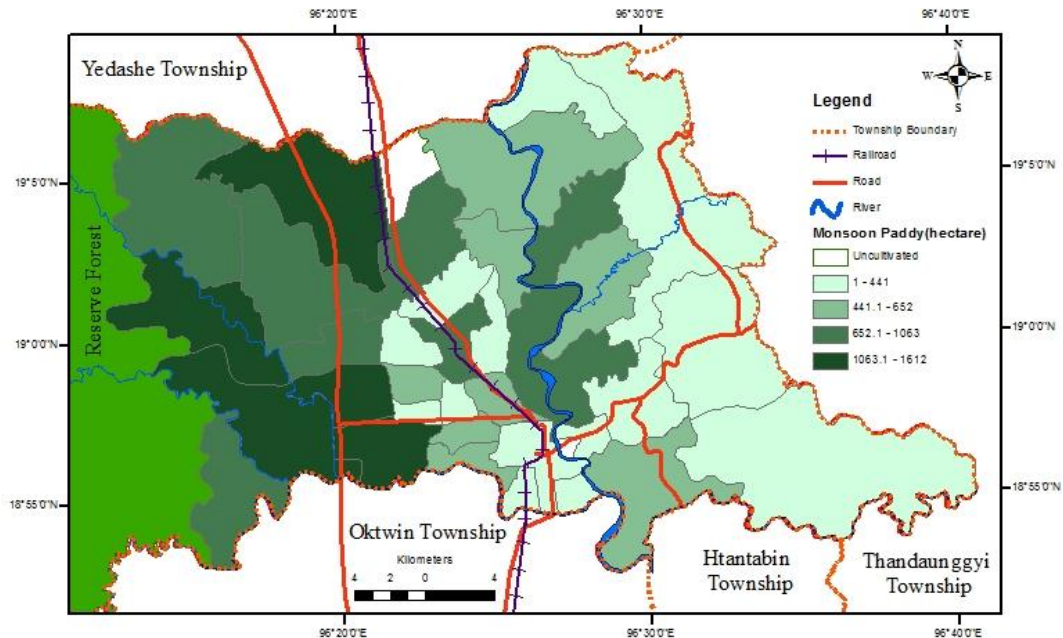 96°20'0"E
96°30'0"E
96°40'0"E
Yedashe Township
N
W
E
S
Legend
Township Boundary
Railroad
Road
River
Monsoon Paddy(hectare)
Uncultivated
1 - 441
441.1 - 652
652.1 - 1063
1063.1 - 1612
19°5'0"N
19°5'0"N
Reserve Forest
19°0'0"N
19°0'0"N
18°55'0"N
18°55'0"N
Oktwin Township
Kilometers
4 2 0 4
Htantabin
Township
Thandaunggyi
Township
96°20'0"E
96°30'0"E
96°40'0"E